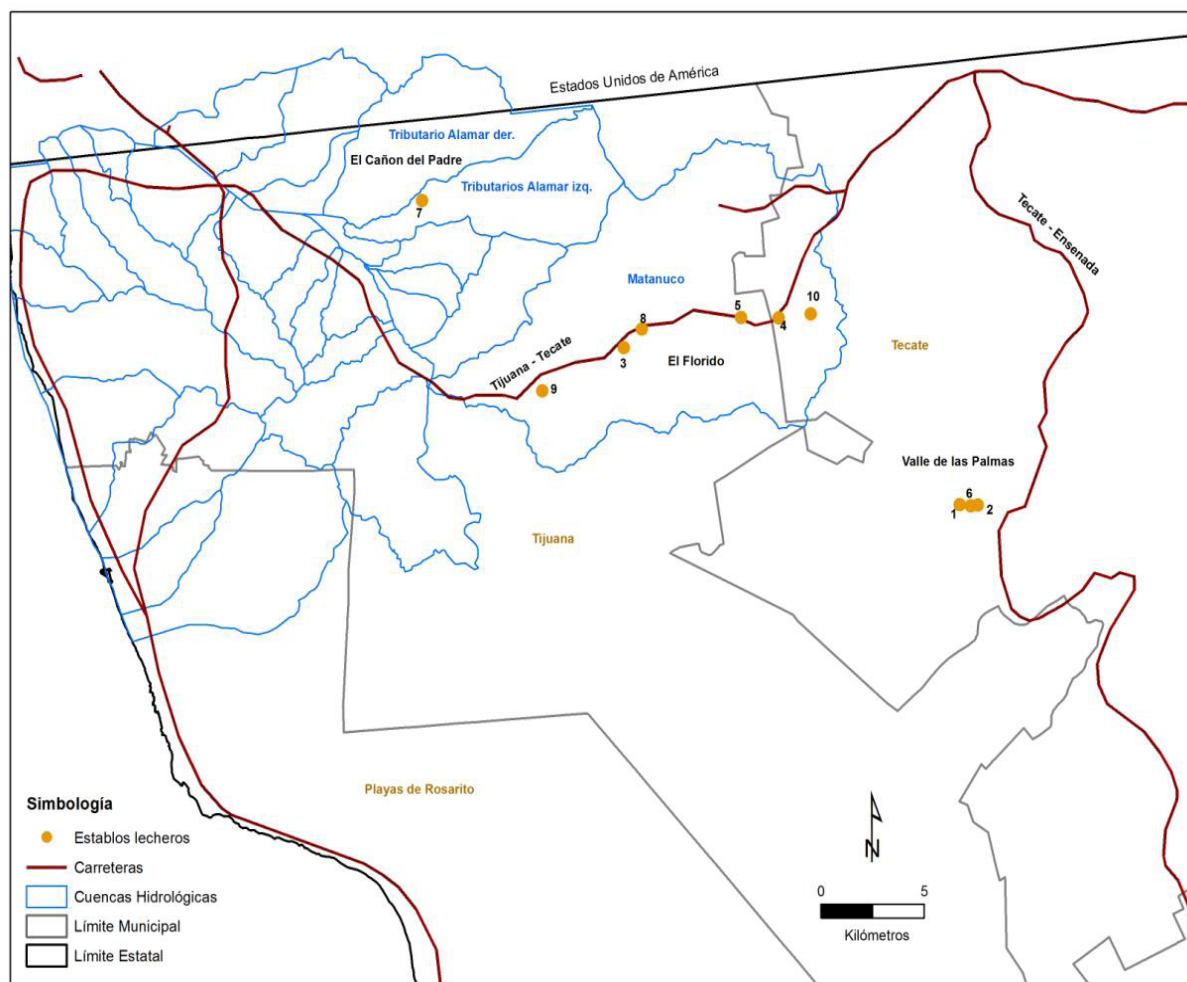 Estados Unidos de América
Tributario Alamar der.
El Cañon del Padre
Tributarios Alamar izq.
7
Tecate - Ensenada
Matanuco
5
10
8
4
Tecate
3
El Florido
Tijuana - Tecate
9
Valle de las Palmas
6
1
2
Tijuana
Playas de Rosarito
Simbología
Establos lecheros
Carreteras
Cuencas Hidrológicas
Límite Municipal
Límite Estatal
N
0
5
Kilómetros